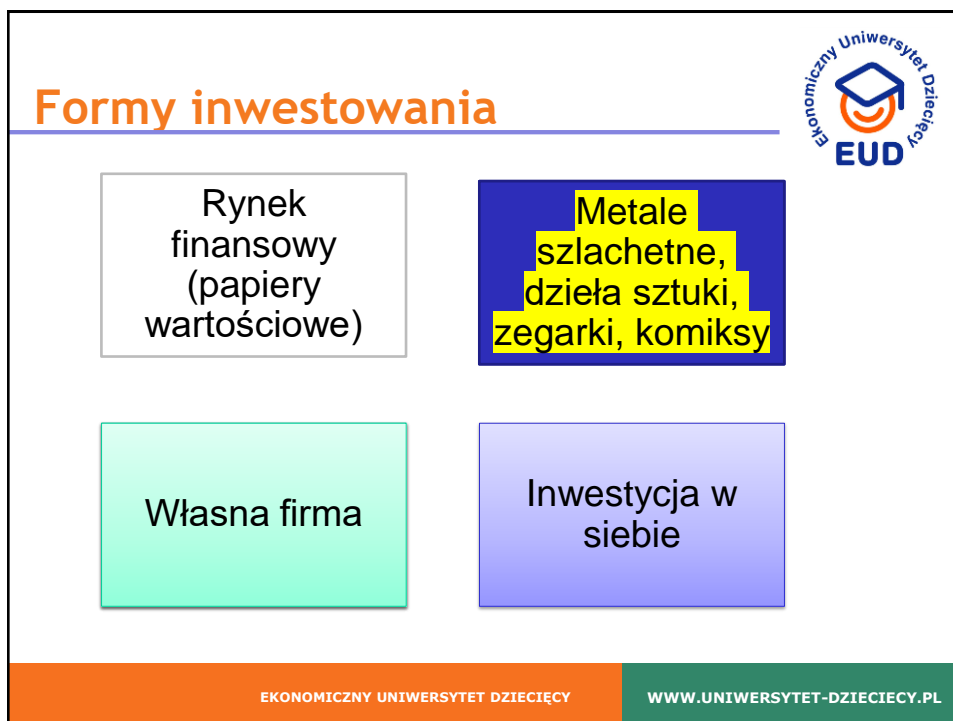 Formy inwestowania
Ekonomiczny Uniwersytet Dziecięcy
EUD
Rynek
finansowy
(papiery
wartościowe)
Metale
szlachetne,
dzieła sztuki,
zegarki, komiksy
Własna firma
Inwestycja w
siebie
EKONOMICZNY UNIWERSYTET DZIECIĘCY
WWW.UNIWERSYTET-DZIECIECY.PL